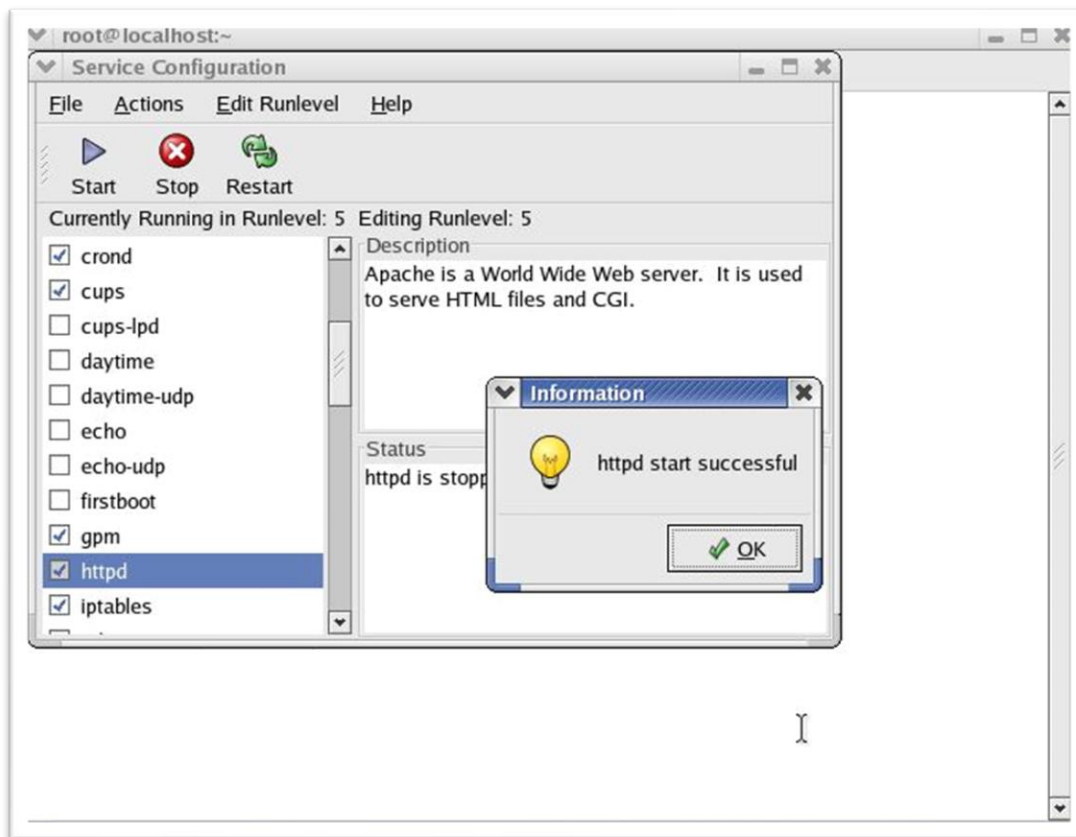 root@localhost:~
Service Configuration
File Actions Edit Runlevel Help
Start Stop Restart
Currently Running in Runlevel: 5 Editing Runlevel: 5
crond
cups
cups-lpd
daytime
daytime-udp
echo
echo-udp
firstboot
gpm
httpd
iptables
Description
Apache is a World Wide Web server. It is used
to serve HTML files and CGI.
Status
httpd is stopp
Information
httpd start successful
OK